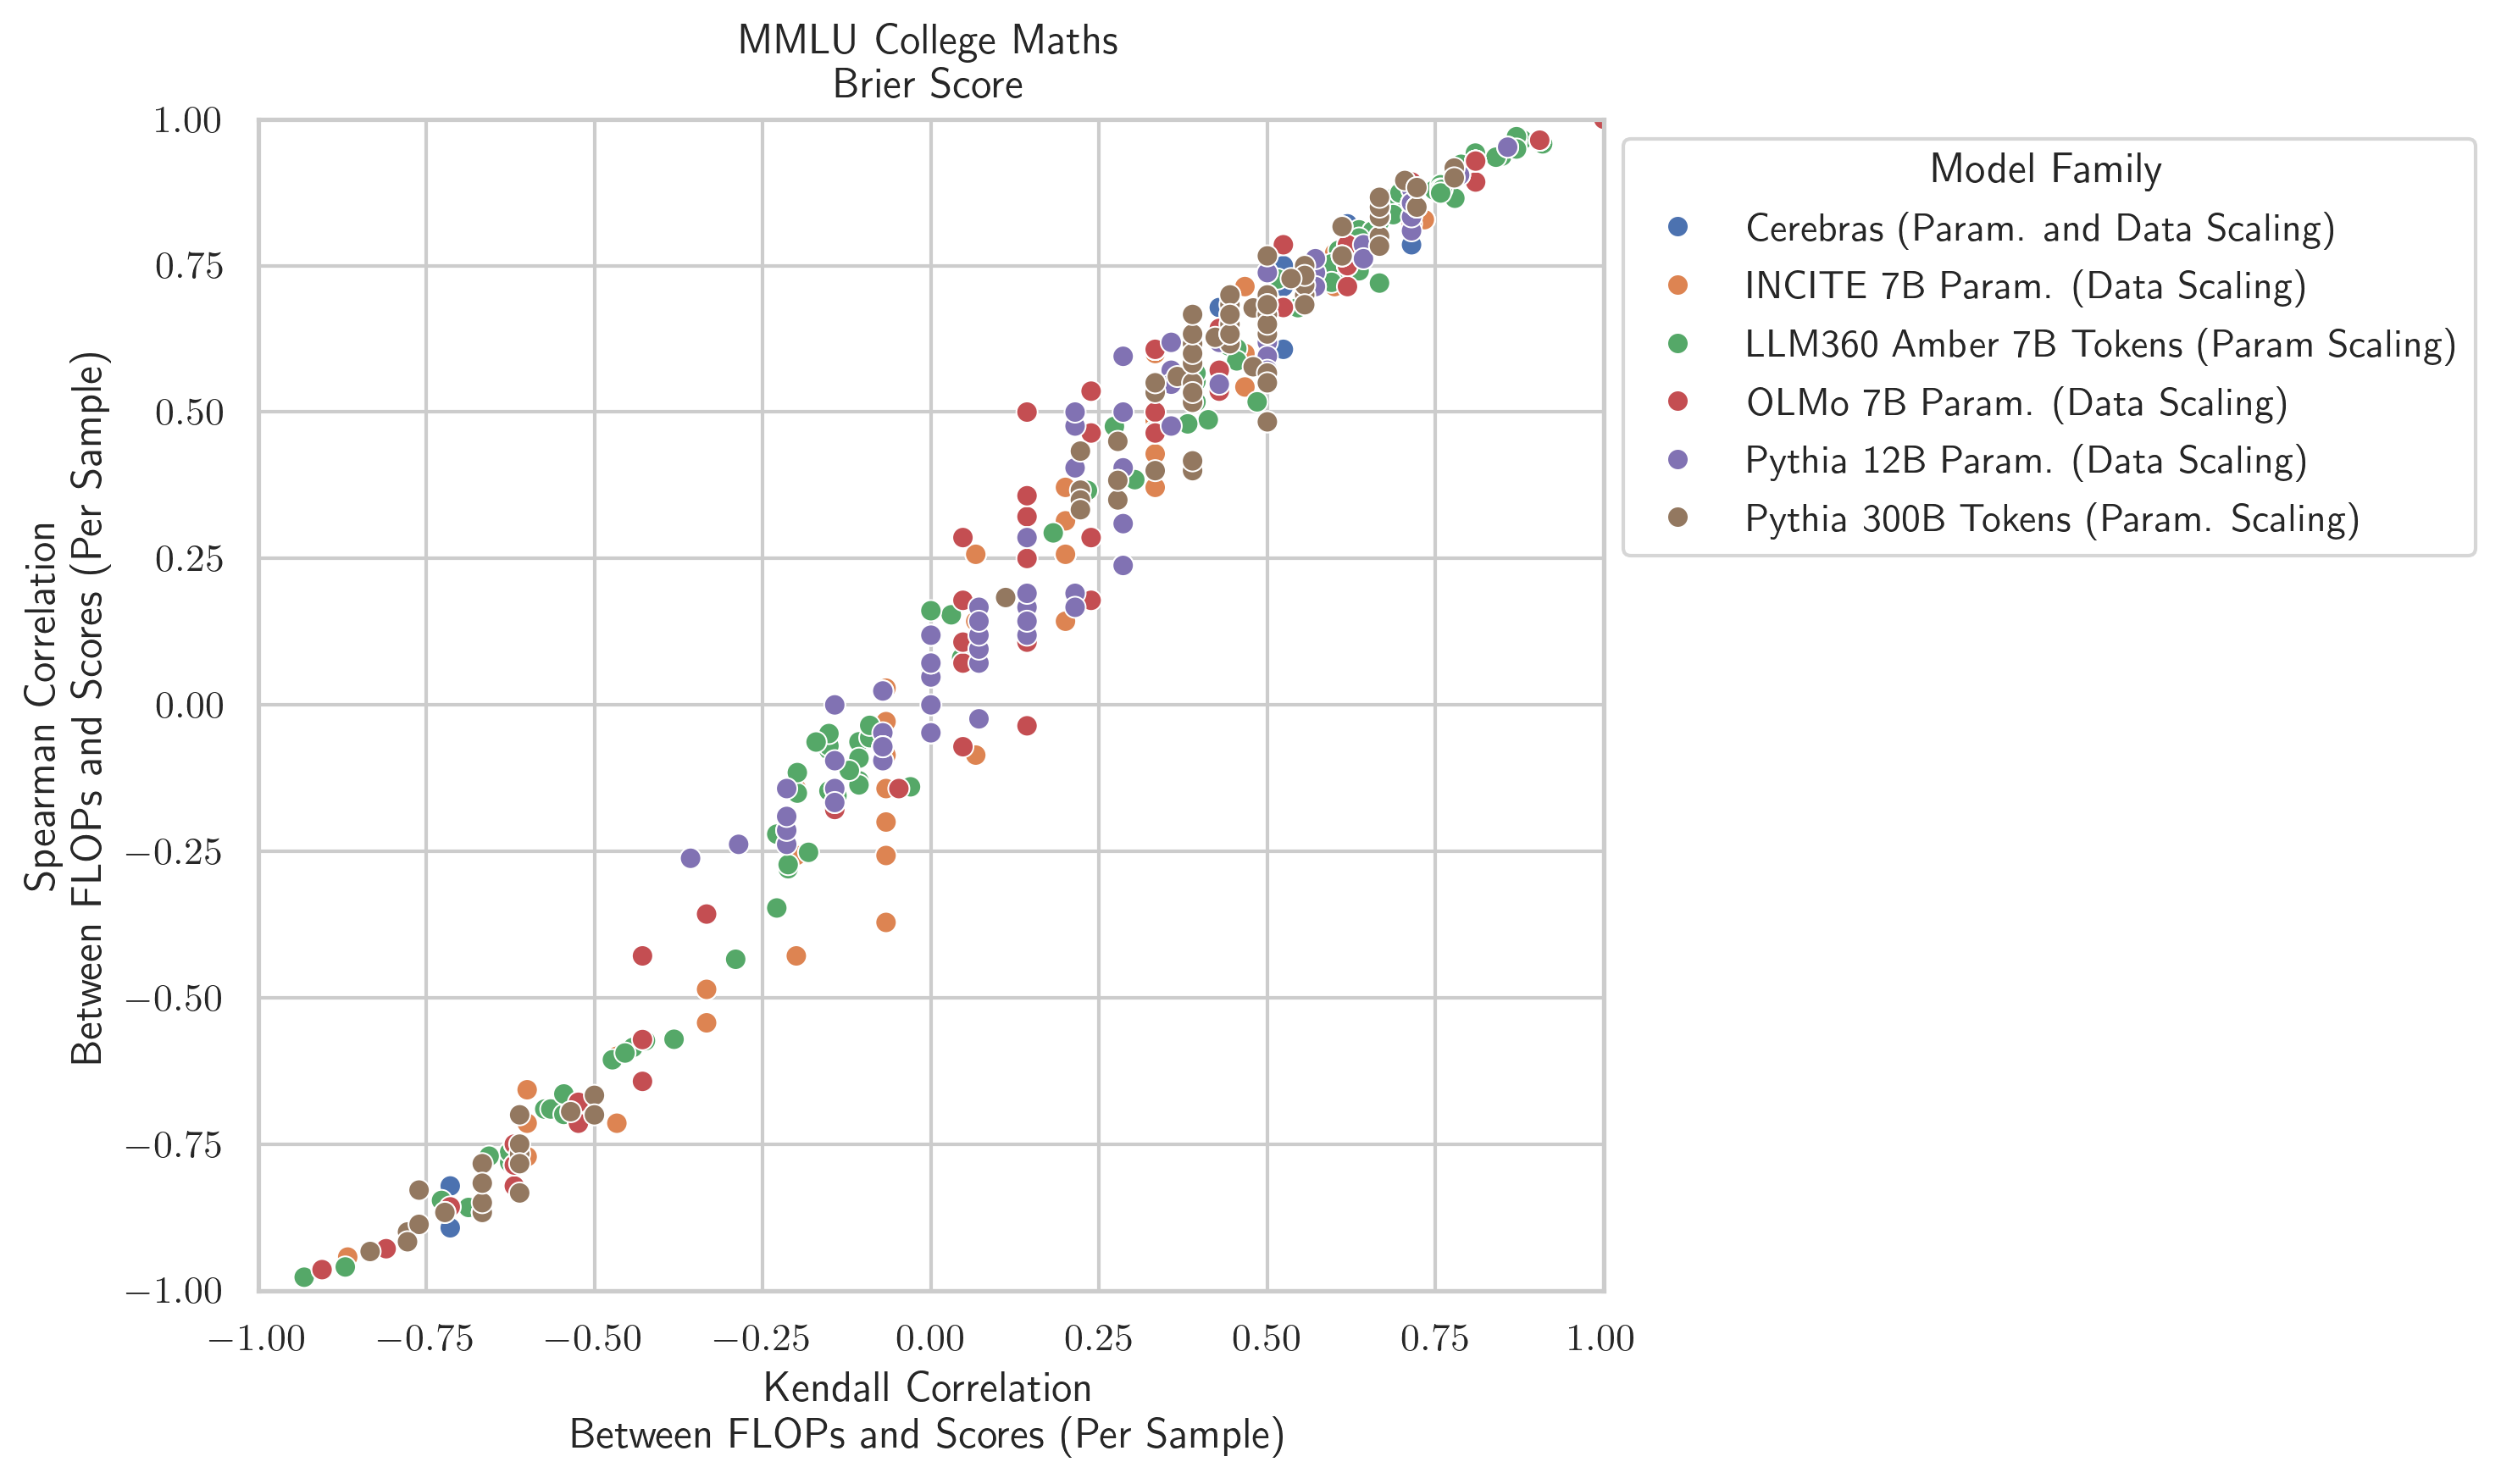 MMLU College Maths
Brier Score
Spearman Correlation
Between FLOPs and Scores (Per Sample)
1.00
0.75
0.50
0.25
0.00
−0.25
−0.50
−0.75
−1.00
−1.00
−0.75
−0.50
−0.25
0.00
0.25
0.50
0.75
1.00
Kendall Correlation
Between FLOPs and Scores (Per Sample)
Model Family
Cerebras (Param. and Data Scaling)
INCITE 7B Param. (Data Scaling)
LLM360 Amber 7B Tokens (Param Scaling)
OLMo 7B Param. (Data Scaling)
Pythia 12B Param. (Data Scaling)
Pythia 300B Tokens (Param. Scaling)